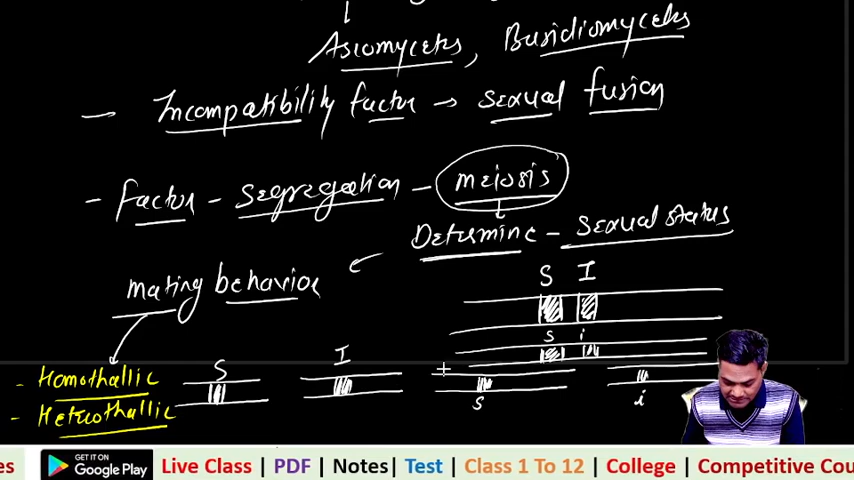 Ascomycetes, Basidiomycetes
— Incompatibility factor → sexual fusion
- Factor - segregation - meiosis
Determine - sexual status
mating behavior
S I
s i
- Homothallic
- Heterothallic
S
I
s
i
es
GET IT ON
Google Play
Live Class | PDF | Notes| Test | Class 1 To 12 | College | Competitive Cou